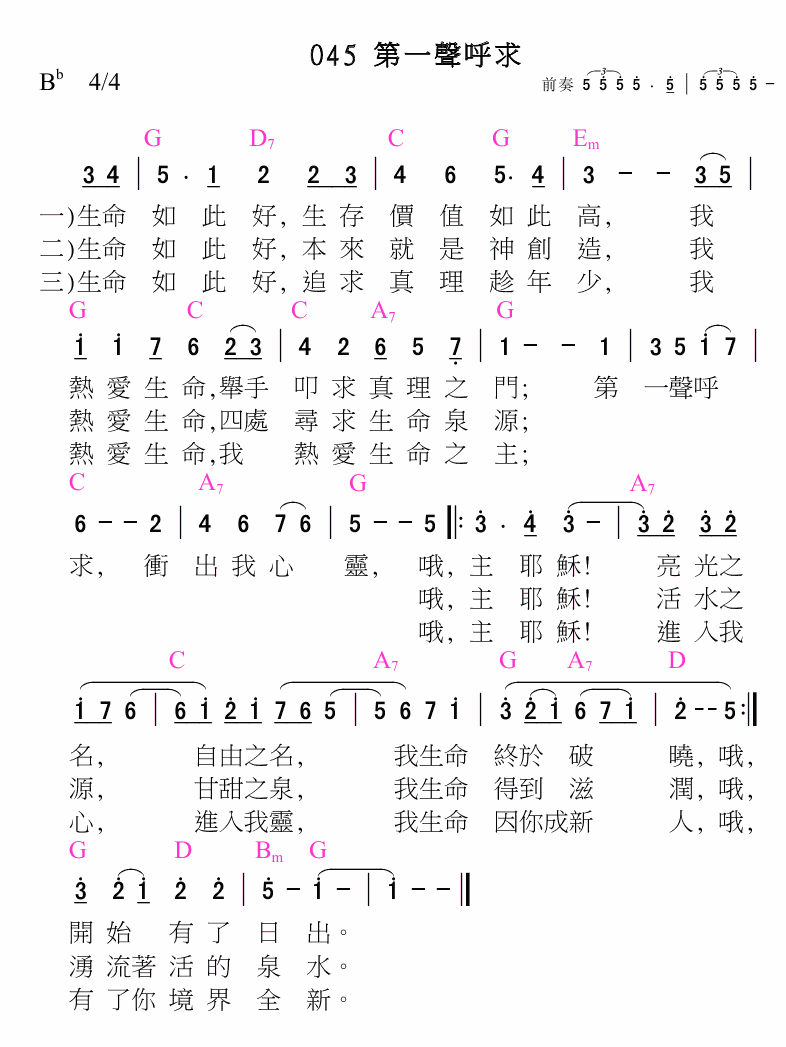 045 第一聲呼求
B♭ 4/4 前奏 5 5 5 5 . 5 | 5 5 5 5 -
G D7 C G Em
3 4 | 5 . 1 2 2 3 | 4 6 5. 4 | 3 - - 3 5 |
一)生命 如 此 好, 生 存 價 值 如 此 高, 我
二)生命 如 此 好, 本 來 就 是 神 創 造, 我
三)生命 如 此 好, 追 求 真 理 趁 年 少, 我
G C C A7 G
1 1 7 6 2 3 | 4 2 6 5 7 | 1 - - 1 | 3 5 1 7 |
熱 愛 生 命,舉手 叩 求 真 理 之 門; 第 一聲呼
熱 愛 生 命,四處 尋 求 生 命 泉 源;
熱 愛 生 命,我 熱 愛 生 命 之 主;
C A7 G A7
6 - - 2 | 4 6 7 6 | 5 - - 5 ‖: 3 . 4 3 - | 3 2 3 2
求, 衝 出 我 心 靈, 哦, 主 耶 穌! 亮 光之
哦, 主 耶 穌! 活 水之
哦, 主 耶 穌! 進 入我
C A7 G A7 D
1 7 6 | 6 1 2 1 7 6 5 | 5 6 7 1 | 3 2 1 6 7 1 | 2 - - 5 :‖
名, 自由之名, 我生命 終於 破 曉, 哦,
源, 甘甜之泉, 我生命 得到 滋 潤, 哦,
心, 進入我靈, 我生命 因你成新 人, 哦,
G D Bm G
3 2 1 2 2 | 5 - 1 - | 1 - - ‖
開 始 有 了 日 出。
湧 流著 活 的 泉 水。
有 了你 境 界 全 新。